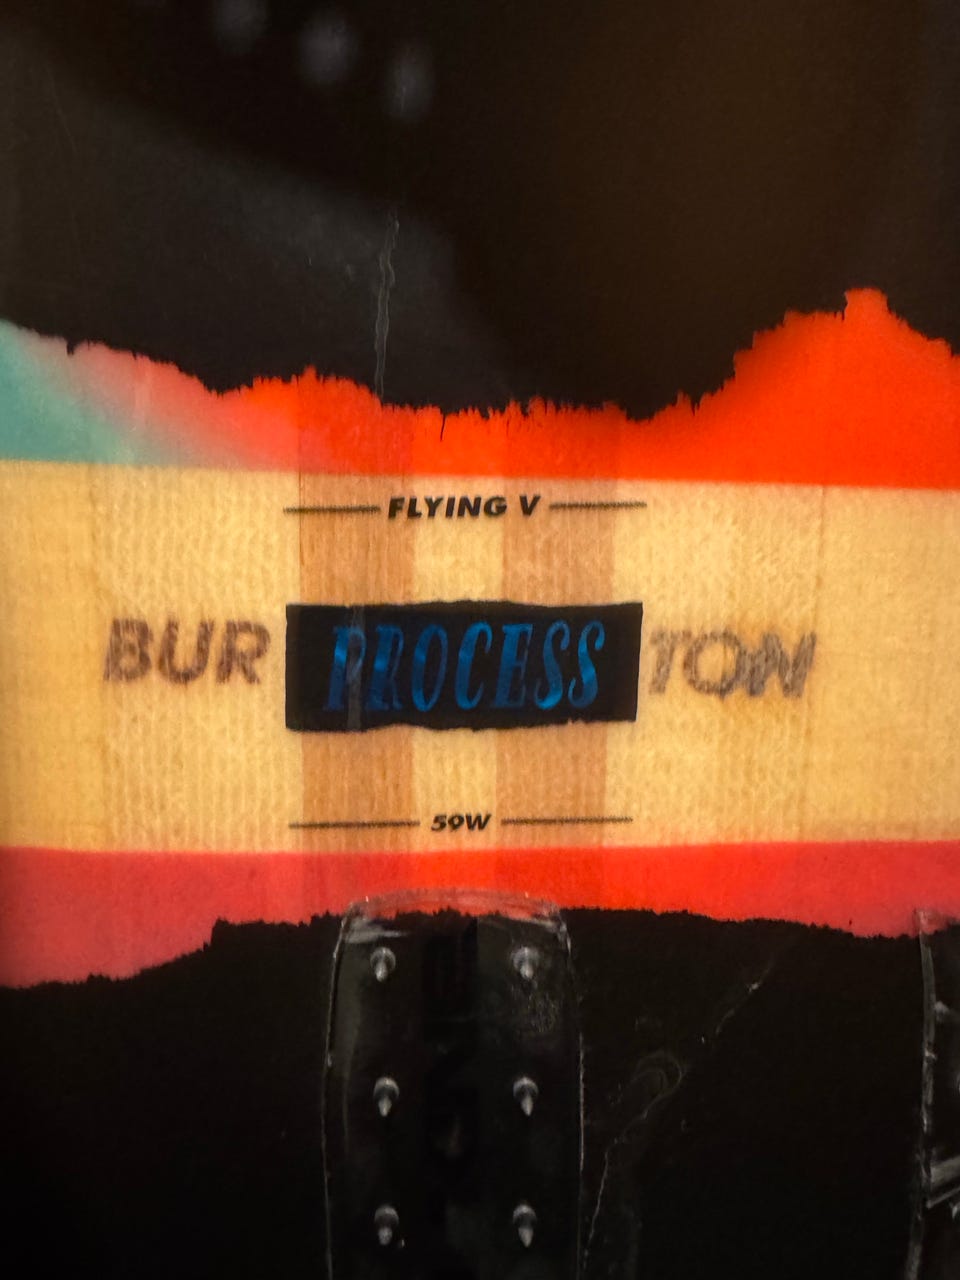 FLYING V
BUR PROCESS TON
59W